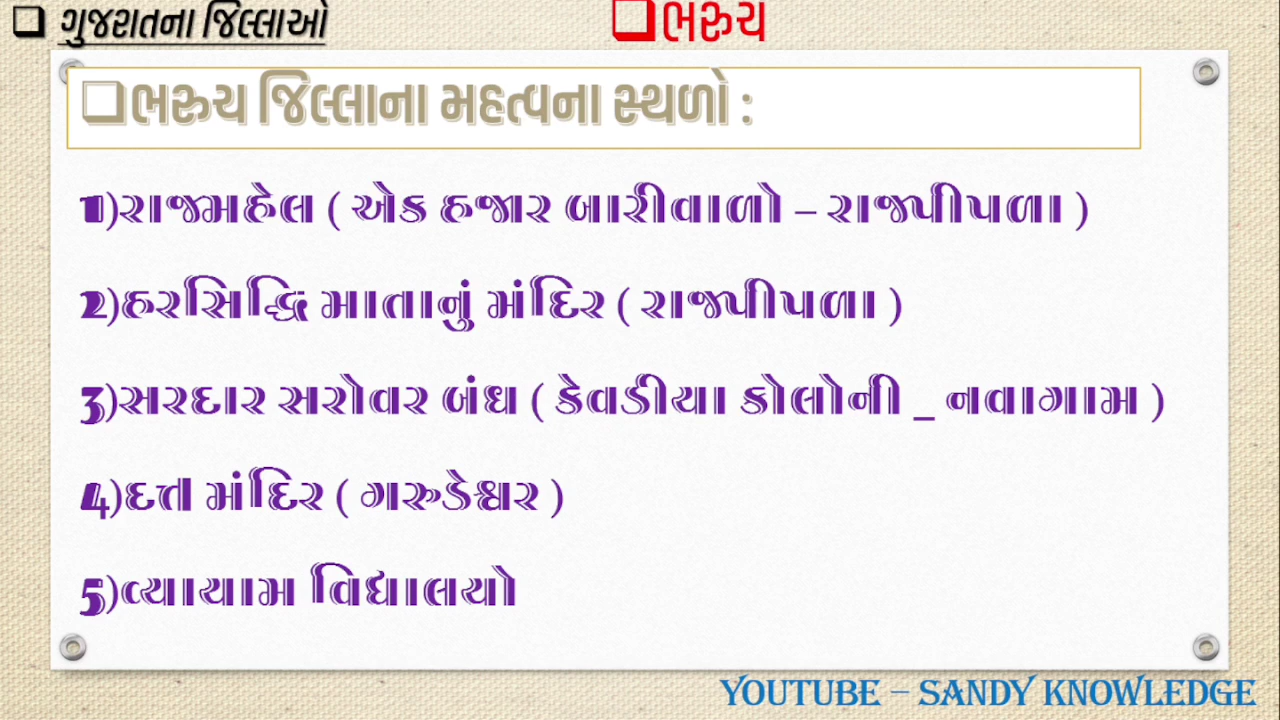 ❑ ગુજરાતના જિલ્લાઓ
❑ભરુચ
❑ભરુચ જિલ્લાના મહત્વના સ્થળો :
1)રાજમહેલ ( એક હજાર બારીવાળો – રાજપીપળા )
2)હરસિદ્ધિ માતાનું મંદિર ( રાજપીપળા )
3)સરદાર સરોવર બંધ ( કેવડીયા કોલોની _ નવાગામ )
4)દત્ત મંદિર ( ગરુડેશ્વર )
5)વ્યાયામ વિદ્યાલયો
YOUTUBE – SANDY KNOWLEDGE